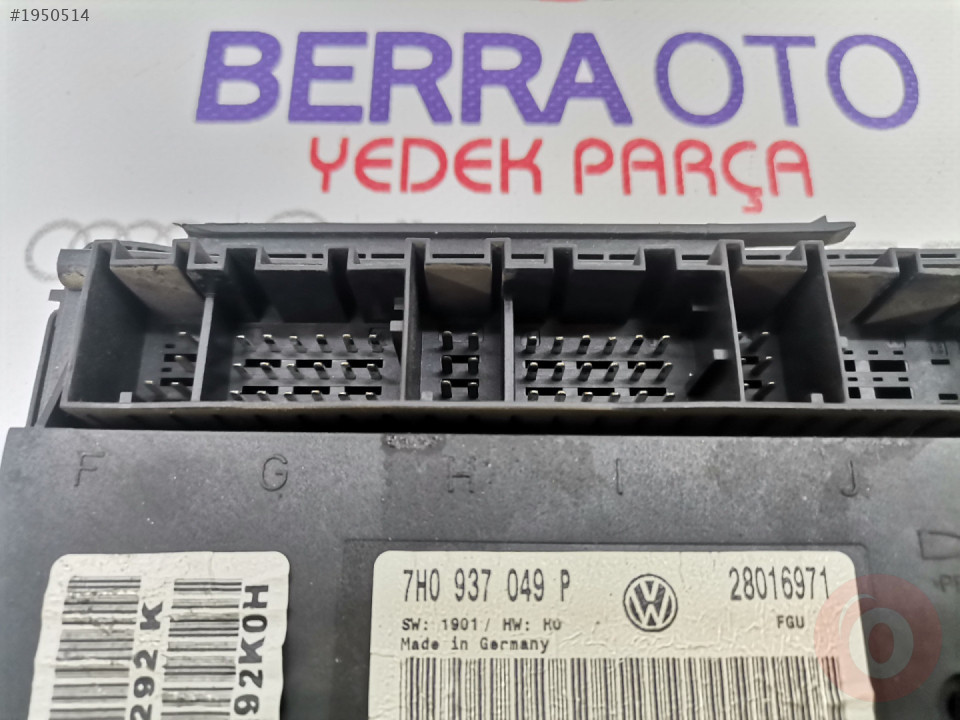 #1950514
BERRA OTO
YEDEK PARÇA
F G H I J
7H0 937 049 P
28016971
SW: 1901/ HW: H0
FGU
Made in Germany
292 K
92K0H